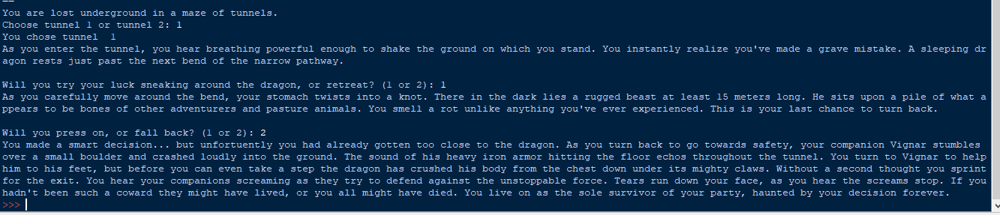 ==
You are lost underground in a maze of tunnels.
Choose tunnel 1 or tunnel 2: 1
You chose tunnel  1
As you enter the tunnel, you hear breathing powerful enough to shake the ground on which you stand. You instantly realize you've made a grave mistake. A sleeping dr
agon rests just past the next bend of the narrow pathway.
Will you try your luck sneaking around the dragon, or retreat? (1 or 2): 1
As you carefully move around the bend, your stomach twists into a knot. There in the dark lies a rugged beast at least 15 meters long. He sits upon a pile of what a
ppears to be bones of other adventurers and pasture animals. You smell a rot unlike anything you've ever experienced. This is your last chance to turn back.
Will you press on, or fall back? (1 or 2): 2
You made a smart decision... but unfortuently you had already gotten too close to the dragon. As you turn back to go towards safety, your companion Vignar stumbles
over a small boulder and crashed loudly into the ground. The sound of his heavy iron armor hitting the floor echos throughout the tunnel. You turn to Vignar to help
him to his feet, but before you can even take a step the dragon has crushed his body from the chest down under its mighty claws. Without a second thought you sprint
for the exit. You hear your companions screaming as they try to defend against the unstoppable force. Tears run down your face, as you hear the screams stop. If you
hadn't been such a coward they might have lived, or you all might have died. You live on as the sole survivor of your party, haunted by your decision forever.
>>>